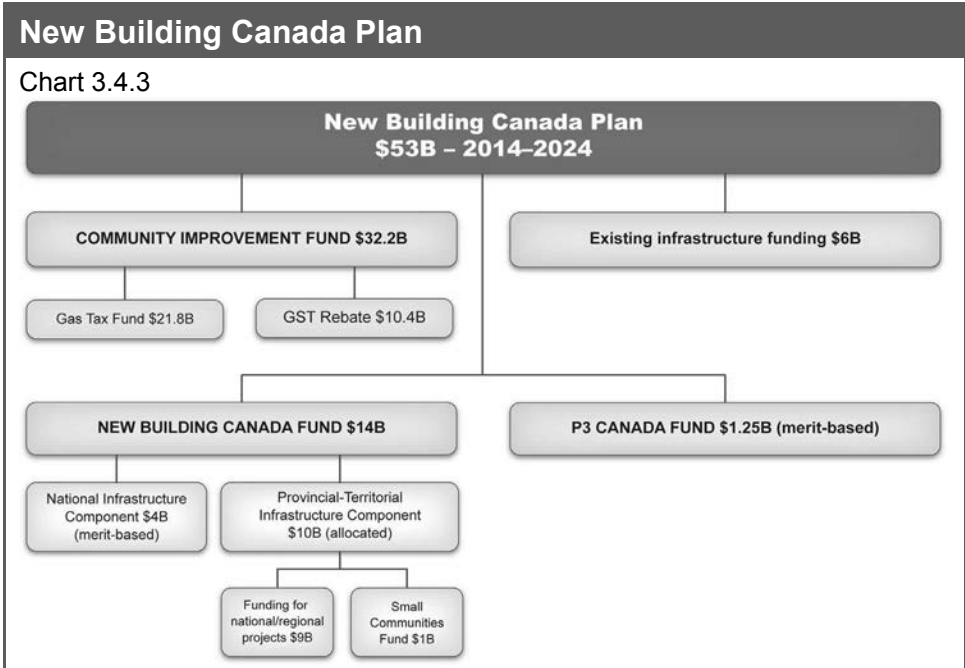 New Building Canada Plan
Chart 3.4.3
New Building Canada Plan
$53B – 2014–2024
COMMUNITY IMPROVEMENT FUND $32.2B
Existing infrastructure funding $6B
Gas Tax Fund $21.8B
GST Rebate $10.4B
NEW BUILDING CANADA FUND $14B
P3 CANADA FUND $1.25B (merit-based)
National Infrastructure
Component $4B
(merit-based)
Provincial-Territorial
Infrastructure Component
$10B (allocated)
Funding for
national/regional
projects $9B
Small
Communities
Fund $1B